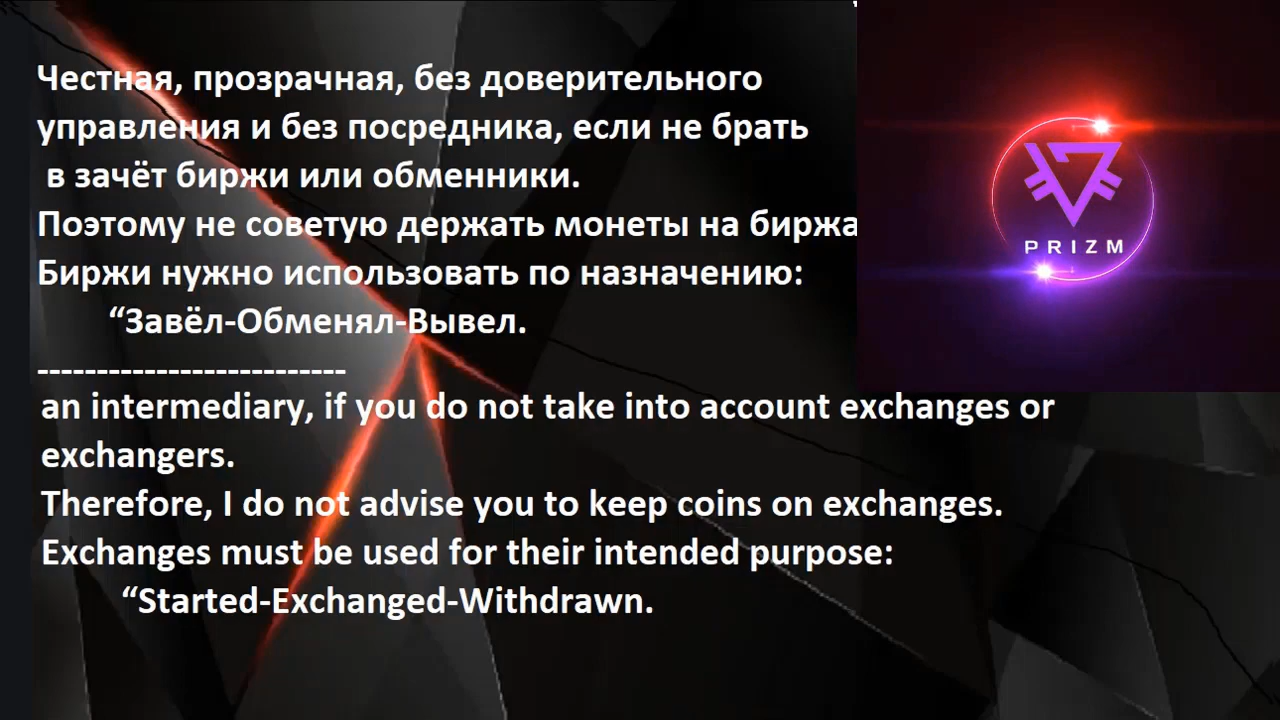 Честная, прозрачная, без доверительного
управления и без посредника, если не брать
в зачёт биржи или обменники.
Поэтому не советую держать монеты на биржа
Биржи нужно использовать по назначению:
“Завёл-Обменял-Вывел.
--------------------------
an intermediary, if you do not take into account exchanges or
exchangers.
Therefore, I do not advise you to keep coins on exchanges.
Exchanges must be used for their intended purpose:
“Started-Exchanged-Withdrawn.
PRIZM